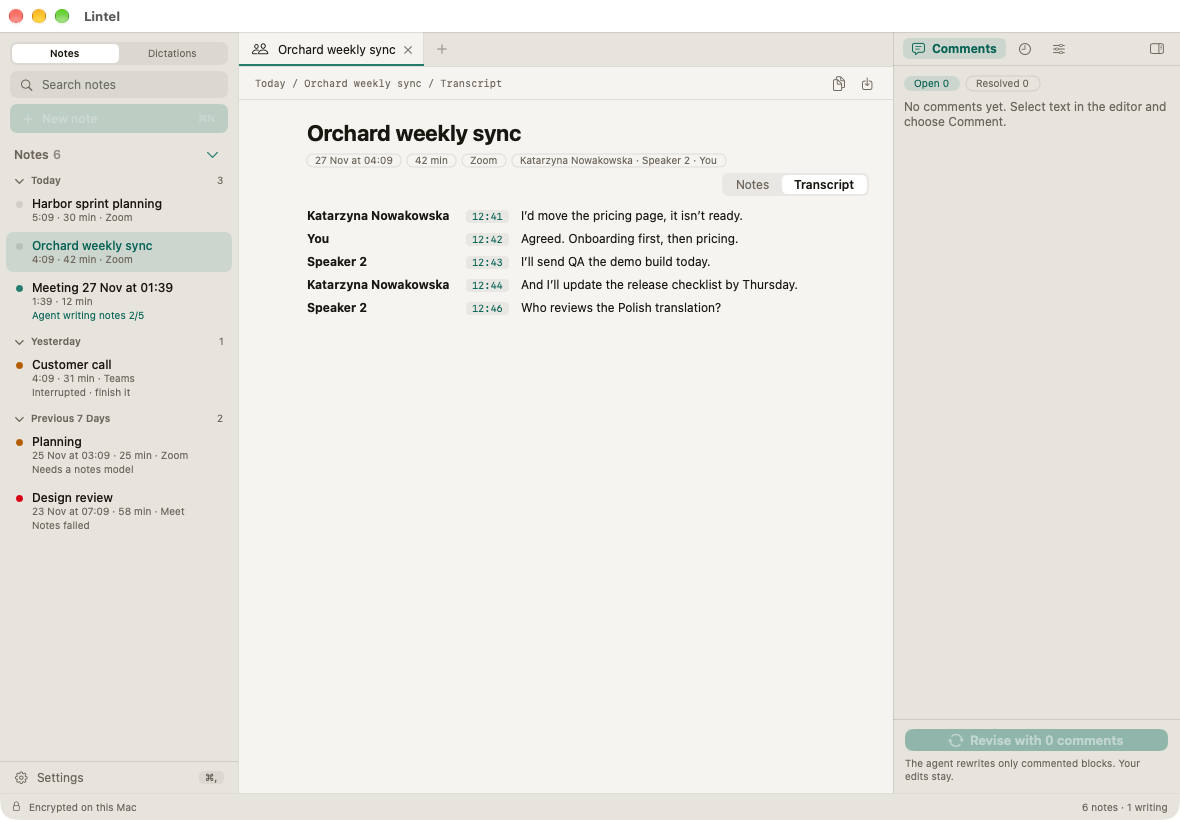 Lintel
Notes Dictations
Search notes
+ New note ⌘N
Notes 6
Today 3
Harbor sprint planning
5:09 · 30 min · Zoom
Orchard weekly sync
4:09 · 42 min · Zoom
Meeting 27 Nov at 01:39
1:39 · 12 min
Agent writing notes 2/5
Yesterday 1
Customer call
4:09 · 31 min · Teams
Interrupted · finish it
Previous 7 Days 2
Planning
25 Nov at 03:09 · 25 min · Zoom
Needs a notes model
Design review
23 Nov at 07:09 · 58 min · Meet
Notes failed
Settings ⌘,
Orchard weekly sync
Today / Orchard weekly sync / Transcript
Orchard weekly sync
27 Nov at 04:09 42 min Zoom Katarzyna Nowakowska · Speaker 2 · You
Notes Transcript
Katarzyna Nowakowska 12:41 I’d move the pricing page, it isn’t ready.
You 12:42 Agreed. Onboarding first, then pricing.
Speaker 2 12:43 I’ll send QA the demo build today.
Katarzyna Nowakowska 12:44 And I’ll update the release checklist by Thursday.
Speaker 2 12:46 Who reviews the Polish translation?
Comments
Open 0 Resolved 0
No comments yet. Select text in the editor and
choose Comment.
Revise with 0 comments
The agent rewrites only commented blocks. Your
edits stay.
Encrypted on this Mac
6 notes · 1 writing